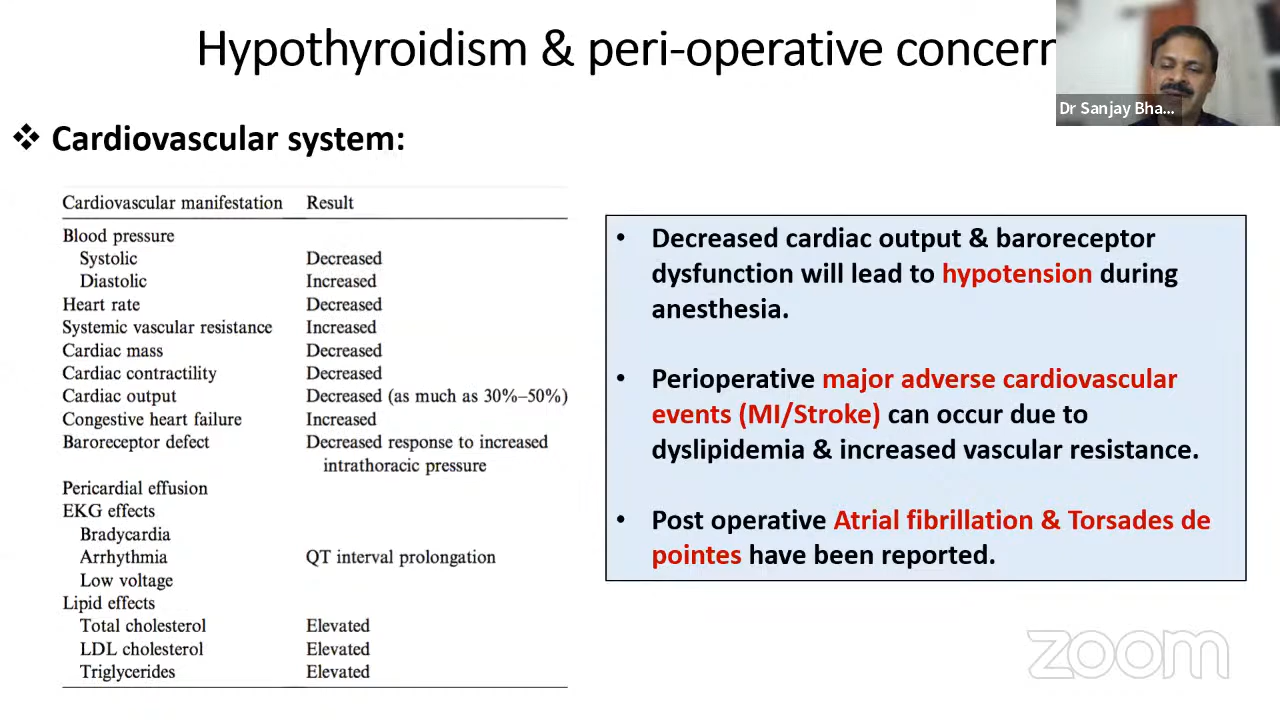 Hypothyroidism & peri-operative concern
Dr Sanjay Bha...
❖ Cardiovascular system:
Cardiovascular manifestation Result
Blood pressure
Systolic Decreased
Diastolic Increased
Heart rate Decreased
Systemic vascular resistance Increased
Cardiac mass Decreased
Cardiac contractility Decreased
Cardiac output Decreased (as much as 30%–50%)
Congestive heart failure Increased
Baroreceptor defect Decreased response to increased
intrathoracic pressure
Pericardial effusion
EKG effects
Bradycardia
Arrhythmia QT interval prolongation
Low voltage
Lipid effects
Total cholesterol Elevated
LDL cholesterol Elevated
Triglycerides Elevated
• Decreased cardiac output & baroreceptor
dysfunction will lead to hypotension during
anesthesia.
• Perioperative major adverse cardiovascular
events (MI/Stroke) can occur due to
dyslipidemia & increased vascular resistance.
• Post operative Atrial fibrillation & Torsades de
pointes have been reported.
zoom